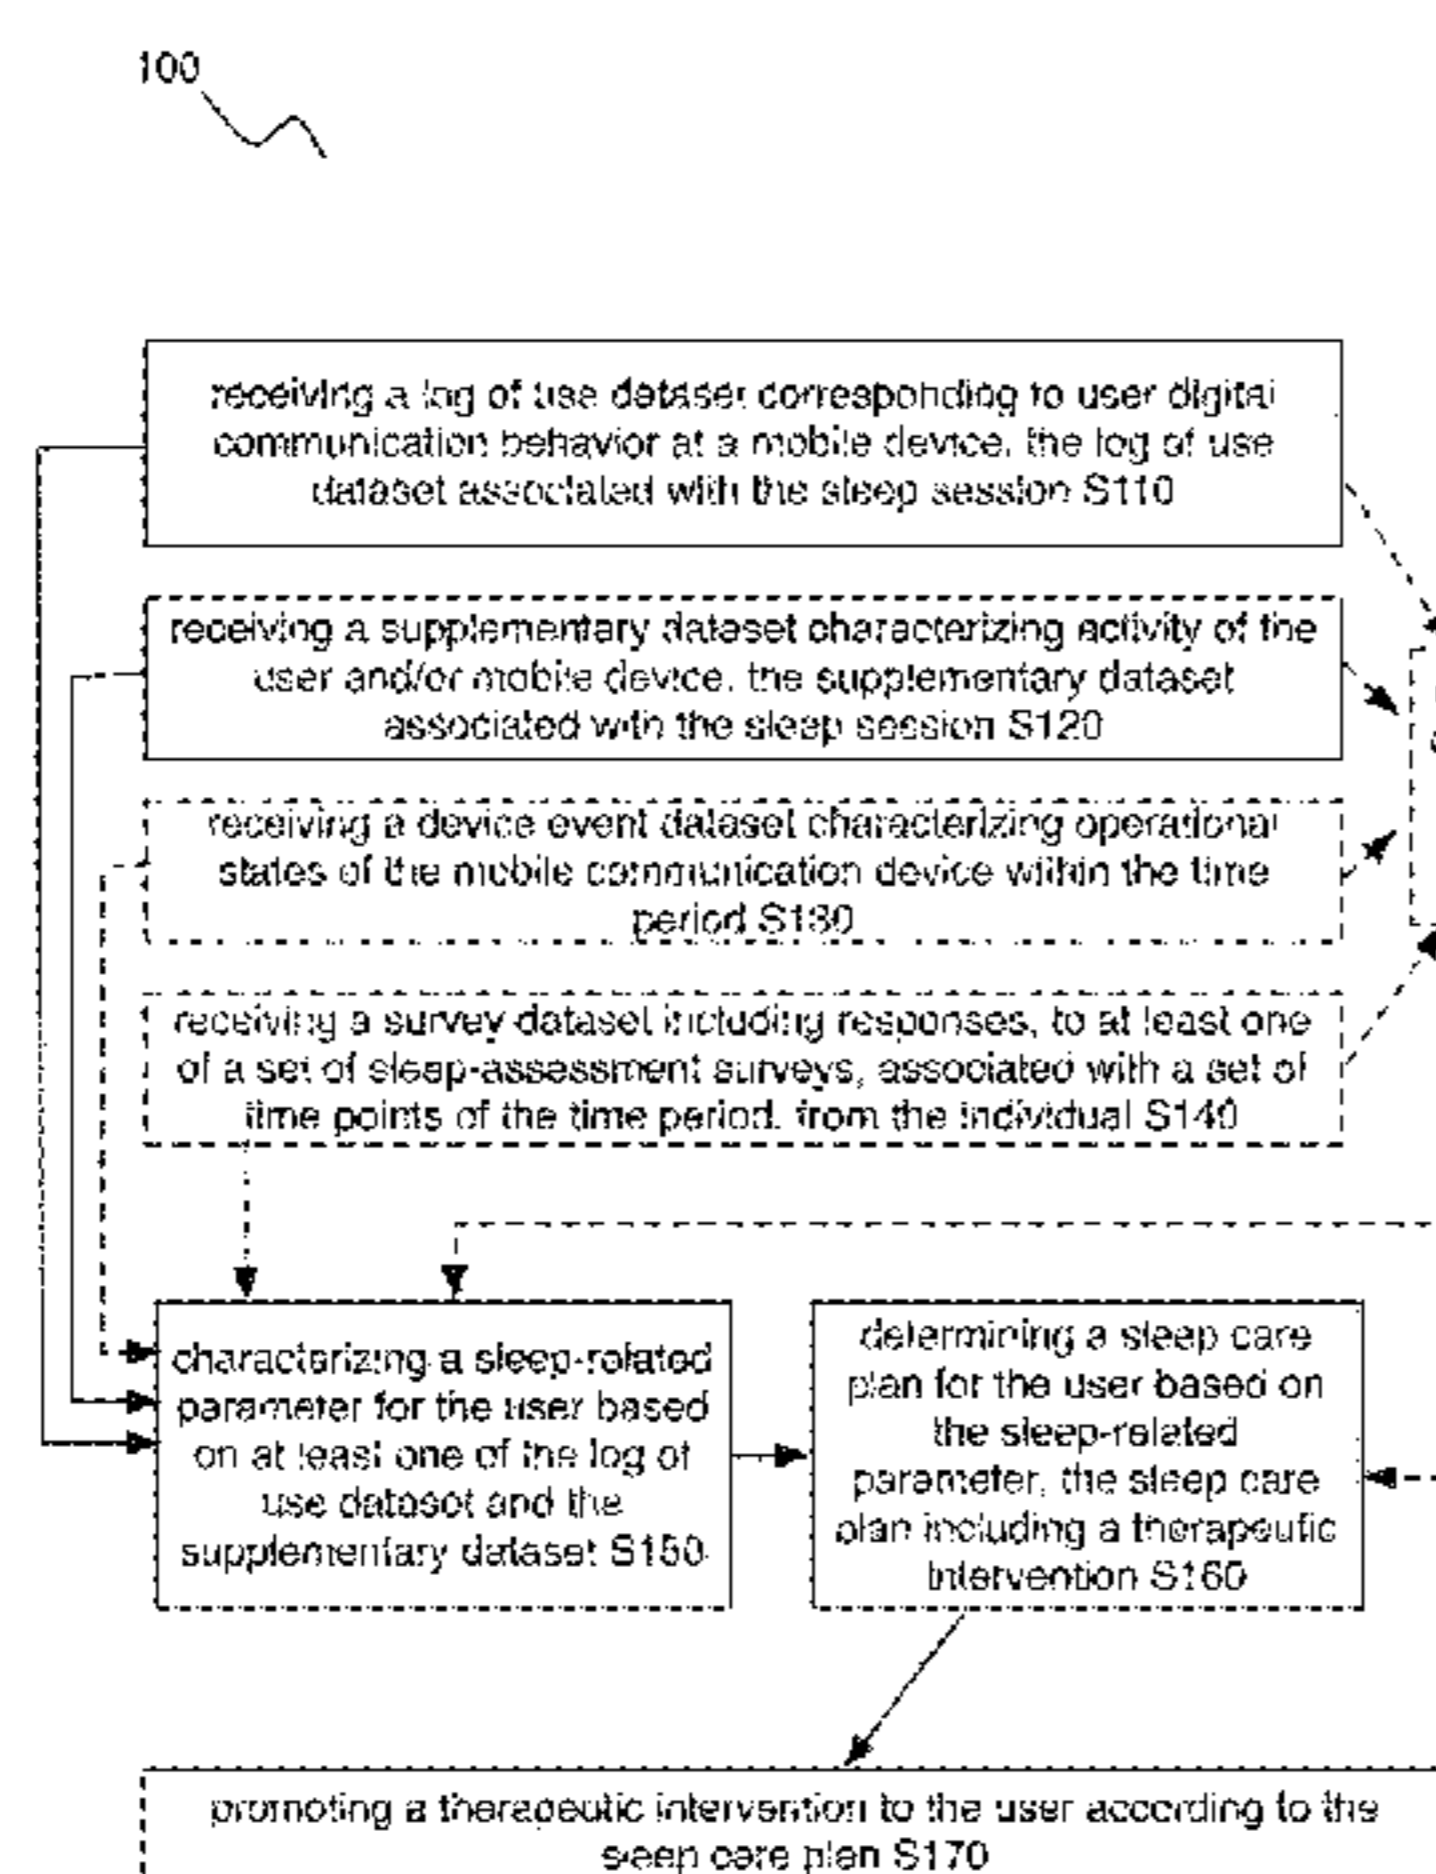 100
receiving a log of use dataset corresponding to user digital
communication behavior at a mobile device, the log of use
dataset associated with the sleep session S110
receiving a supplementary dataset characterizing activity of the
user and/or mobile device, the supplementary dataset
associated with the sleep session S120
receiving a device event dataset characterizing operational
states of the mobile communication device within the time
period S130
receiving a survey dataset including responses, to at least one
of a set of sleep-assessment surveys, associated with a set of
time points of the time period, from the individual S140
characterizing a sleep-related
parameter for the user based
on at least one of the log of
use dataset and the
supplementary dataset S150
determining a sleep care
plan for the user based on
the sleep-related
parameter, the sleep care
plan including a therapeutic
intervention S160
promoting a therapeutic intervention to the user according to the
sleep care plan S170